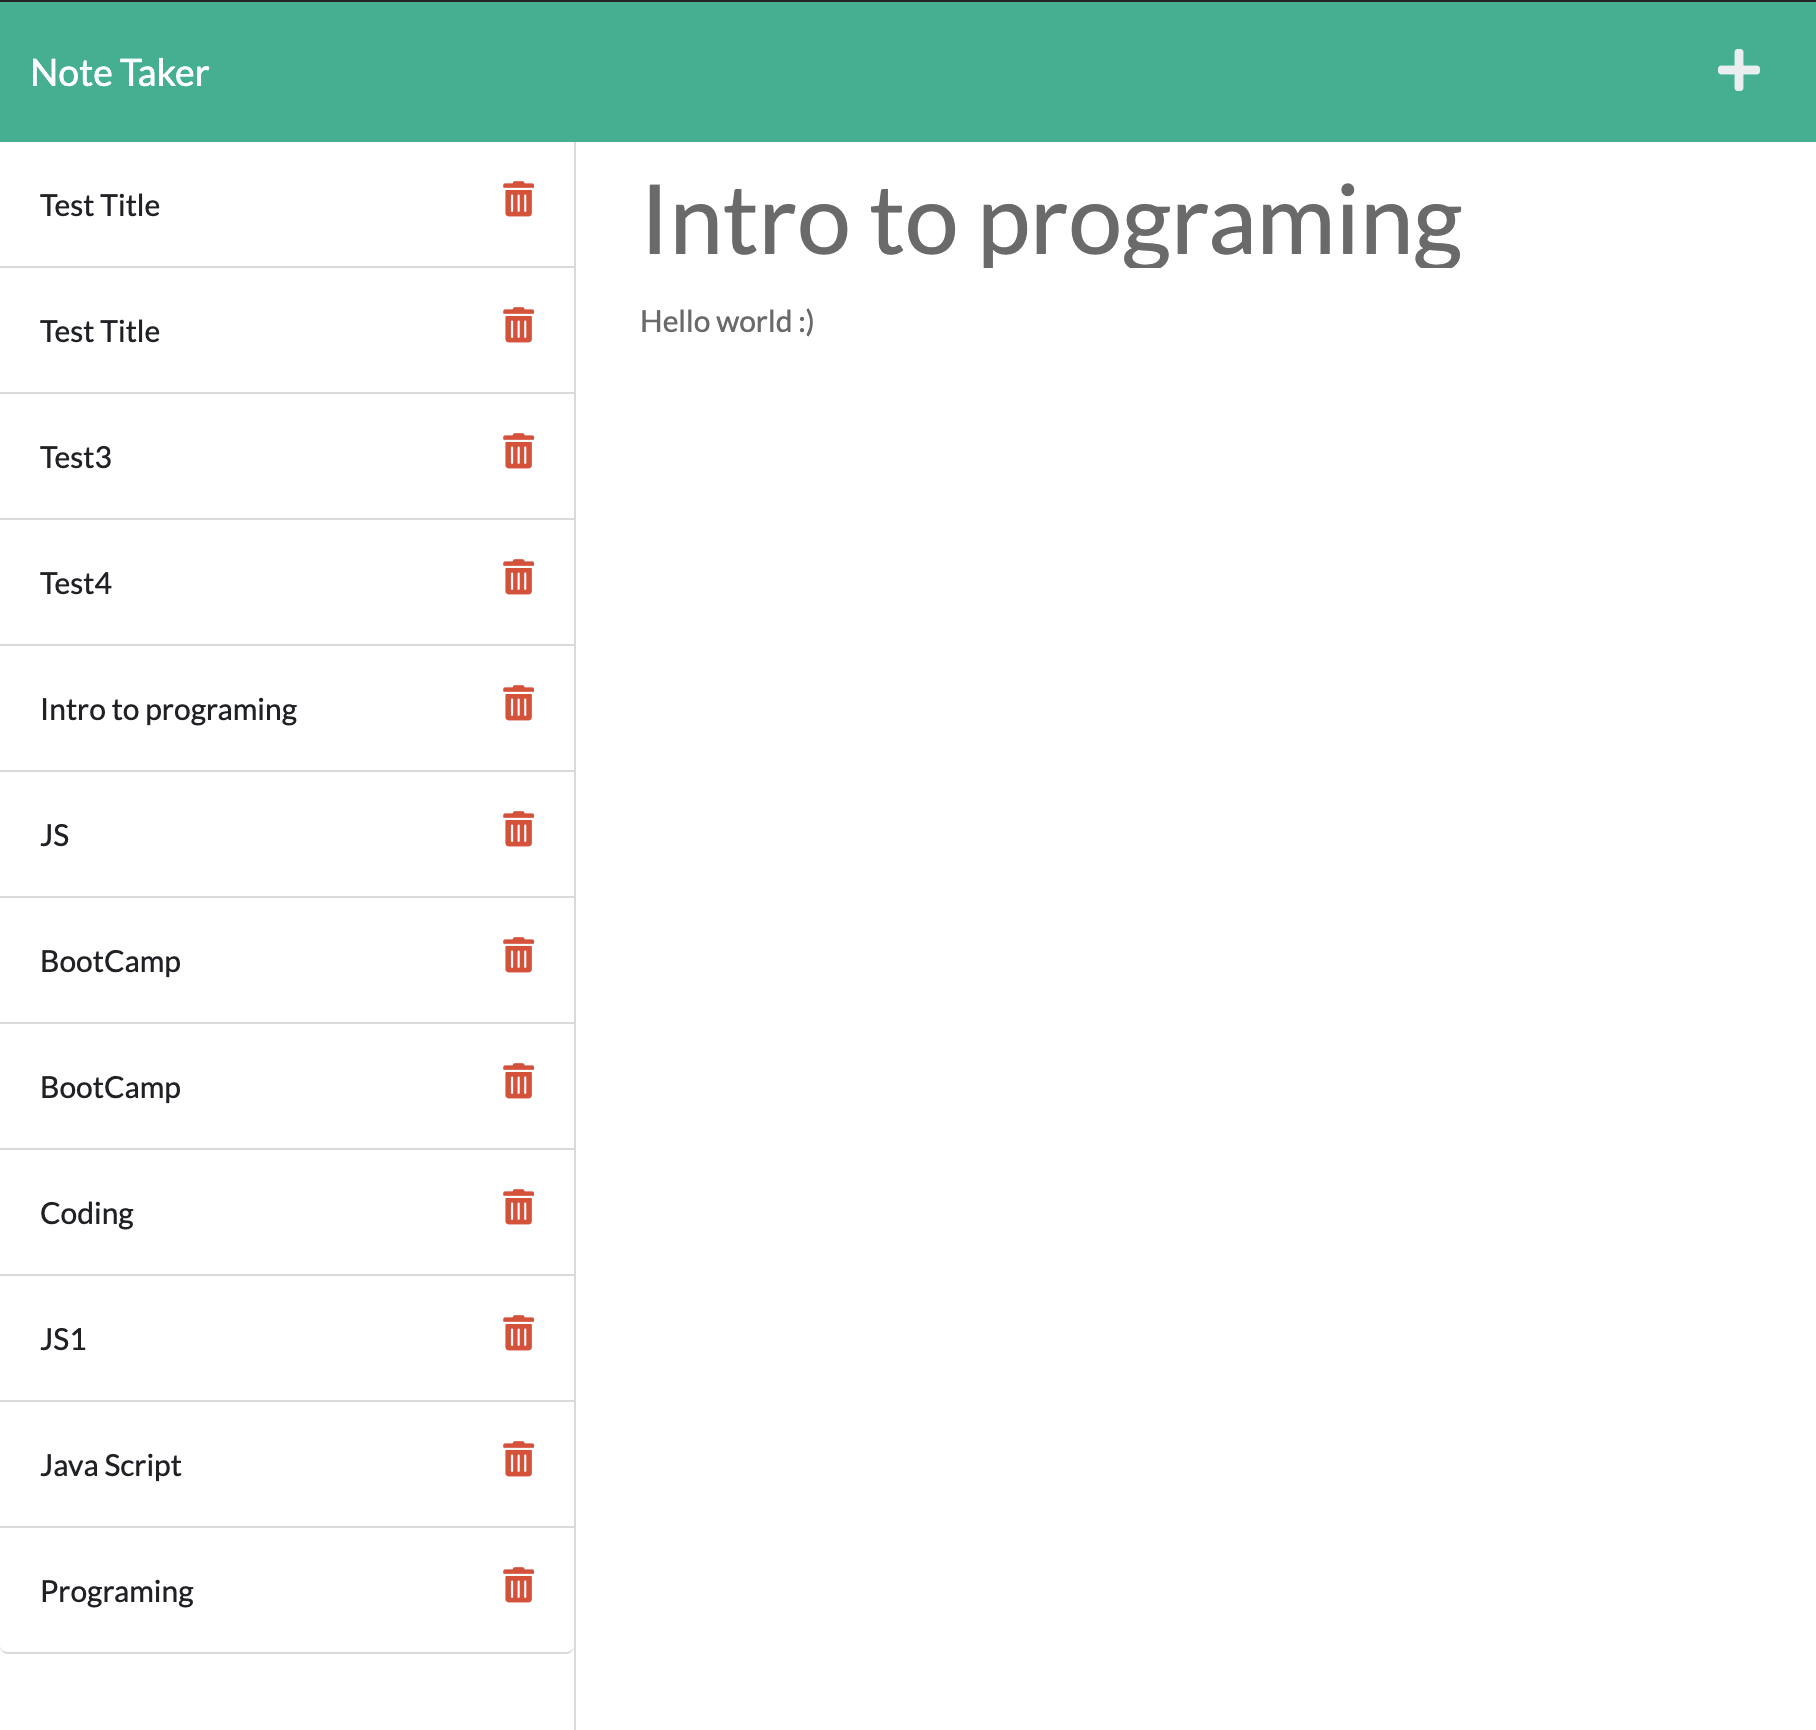 Note Taker
Test Title
Test Title
Test3
Test4
Intro to programing
JS
BootCamp
BootCamp
Coding
JS1
Java Script
Programing
Intro to programing
Hello world :)